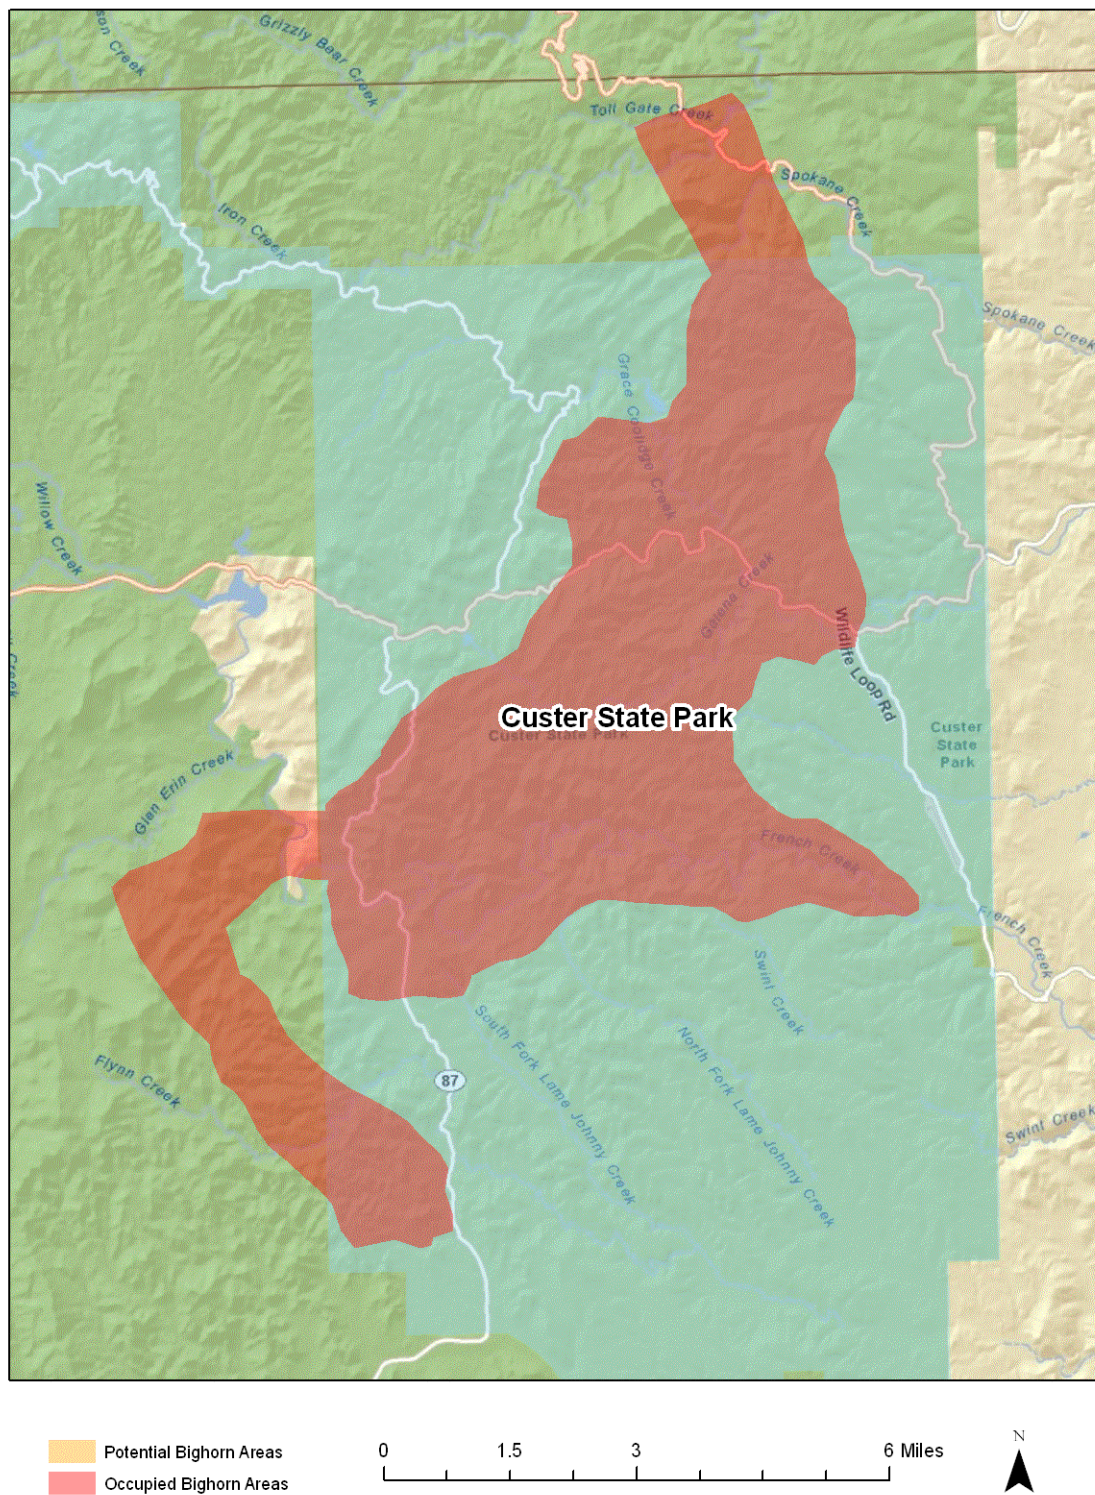 Grizzly Bear Creek
son Creek
Toll Gate Creek
Spokane Creek
Iron Creek
Spokane Creek
Grace Coolidge Creek
Willow Creek
Galena Creek
Wildlife Loop Rd
Creek
Custer State Park
Custer State Park
Custer
State
Park
Glen Erin Creek
French Creek
French Creek
Swint Creek
South Fork Lame Johnny Creek
North Fork Lame Johnny Creek
Flynn Creek
87
Swint Creek
Potential Bighorn Areas
Occupied Bighorn Areas
0 1.5 3 6 Miles
N